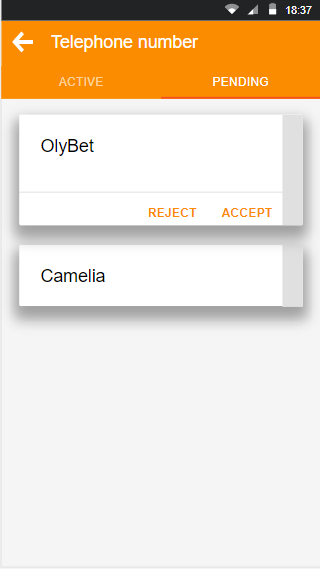 18:37
Telephone number
ACTIVE PENDING
OlyBet
REJECT ACCEPT
Camelia